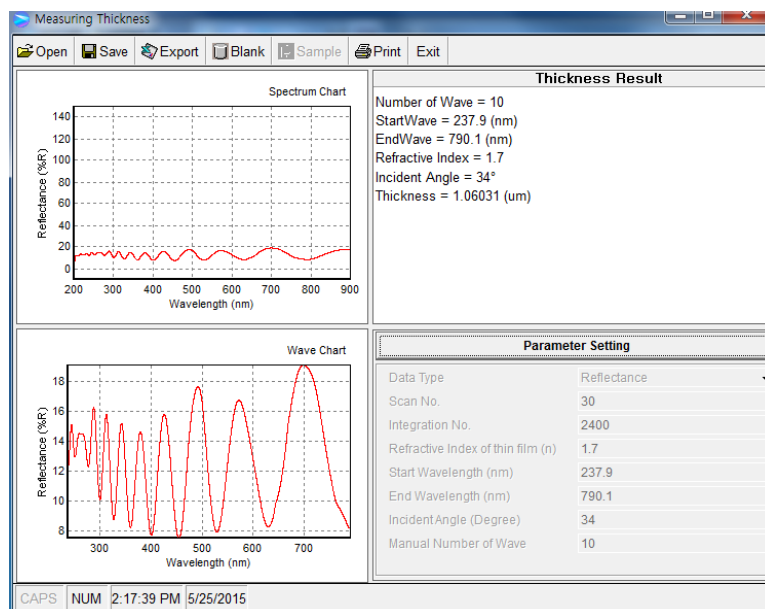 Measuring Thickness
Open Save Export Blank Sample Print Exit
Spectrum Chart
Reflectance (%R)
140
120
100
80
60
40
20
0
200 300 400 500 600 700 800 900
Wavelength (nm)
Thickness Result
Number of Wave = 10
StartWave = 237.9 (nm)
EndWave = 790.1 (nm)
Refractive Index = 1.7
Incident Angle = 34°
Thickness = 1.06031 (um)
Wave Chart
Reflectance (%R)
18
16
14
12
10
8
300 400 500 600 700
Wavelength (nm)
Parameter Setting
Data Type Reflectance
Scan No. 30
Integration No. 2400
Refractive Index of thin film (n) 1.7
Start Wavelength (nm) 237.9
End Wavelength (nm) 790.1
Incident Angle (Degree) 34
Manual Number of Wave 10
CAPS NUM 2:17:39 PM 5/25/2015